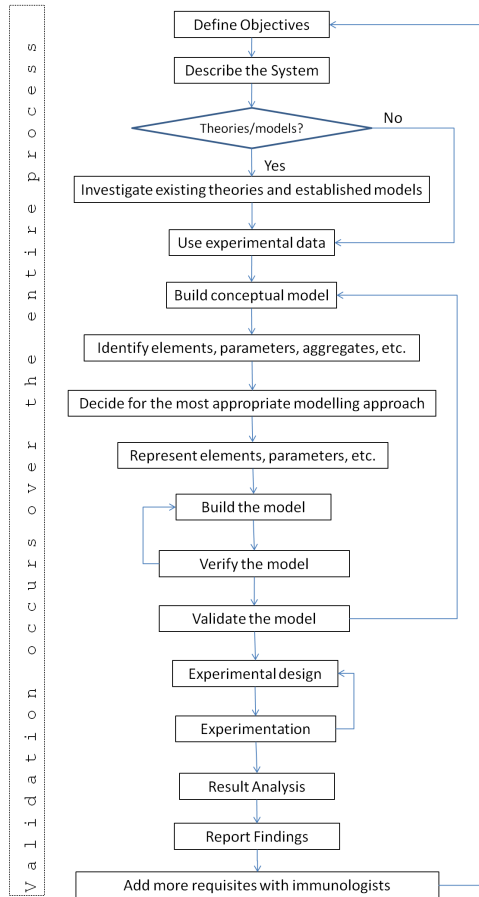 Define Objectives
Describe the System
Theories/models?
No
Yes
Investigate existing theories and established models
Use experimental data
Build conceptual model
Identify elements, parameters, aggregates, etc.
Decide for the most appropriate modelling approach
Represent elements, parameters, etc.
Build the model
Verify the model
Validate the model
Experimental design
Experimentation
Result Analysis
Report Findings
Add more requisites with immunologists
Validation occurs over the entire process